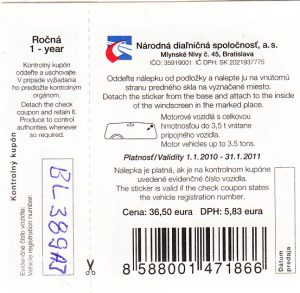 Ročná
1 - year
Kontrolný kupón
oddeľte a uschovajte.
V prípade vyžiadania
ho predložte kontrolným
orgánom.
Detach the check
coupon and retain it.
Produce to control
authorities whenever
so required.
Kontrolný kupón
Evidenčné číslo vozidla:
Vehicle registration number:
BL 389AJ
Národná diaľničná spoločnosť, a. s.
Mlynské Nivy č. 45, Bratislava
IČO: 35919001 IČ DPH: SK 2021937775
Oddeľte nálepku od podložky a nalepte ju na vnútornú
stranu predného skla na vyznačené miesto.
Detach the sticker from the base and attach to the inside
of the windscreen in the marked place.
Motorové vozidlá s celkovou
hmotnosťou do 3,5 t vrátane
prípojného vozidla.
Motor vehicles up to 3.5 tons.
Platnosť/Validity 1.1.2010 - 31.1.2011
Nálepka je platná, ak je na kontrolnom kupóne
uvedené evidenčné číslo vozidla.
The sticker is valid if the check coupon states
the vehicle registration number.
Cena: 36,50 eura DPH: 5,83 eura
8 588001 471866
Dátum
predaja